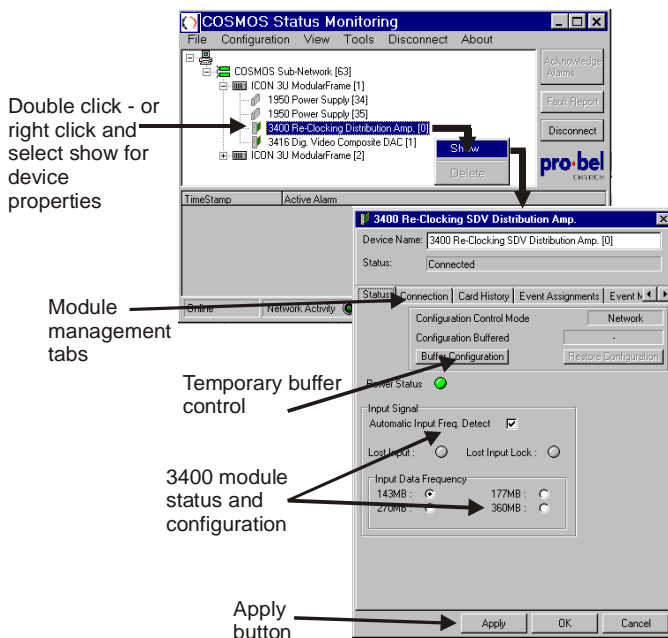 COSMOS Status Monitoring
File Configuration View Tools Disconnect About
COSMOS Sub-Network [63]
ICON 3U ModularFrame [1]
1950 Power Supply [34]
1950 Power Supply [35]
3400 Re-Clocking Distribution Amp. [0]
3416 Dig. Video Composite DAC [1]
ICON 3U ModularFrame [2]
Show
Delete
Acknowledge
Alarms
Fault Report
Disconnect
pro·bel
TimeStamp Active Alarm
Online Network Activity
Double click - or
right click and
select show for
device
properties
3400 Re-Clocking SDV Distribution Amp.
Device Name: 3400 Re-Clocking SDV Distribution Amp. [0]
Status: Connected
Status Connection Card History Event Assignments Event
Configuration Control Mode Network
Configuration Buffered -
Buffer Configuration Restore Configuration
Power Status
Input Signal
Automatic Input Freq. Detect
Lost Input : Lost Input Lock :
Input Data Frequency
143MB : 177MB :
270MB : 360MB :
Apply OK Cancel
Module
management
tabs
Temporary buffer
control
3400 module
status and
configuration
Apply
button